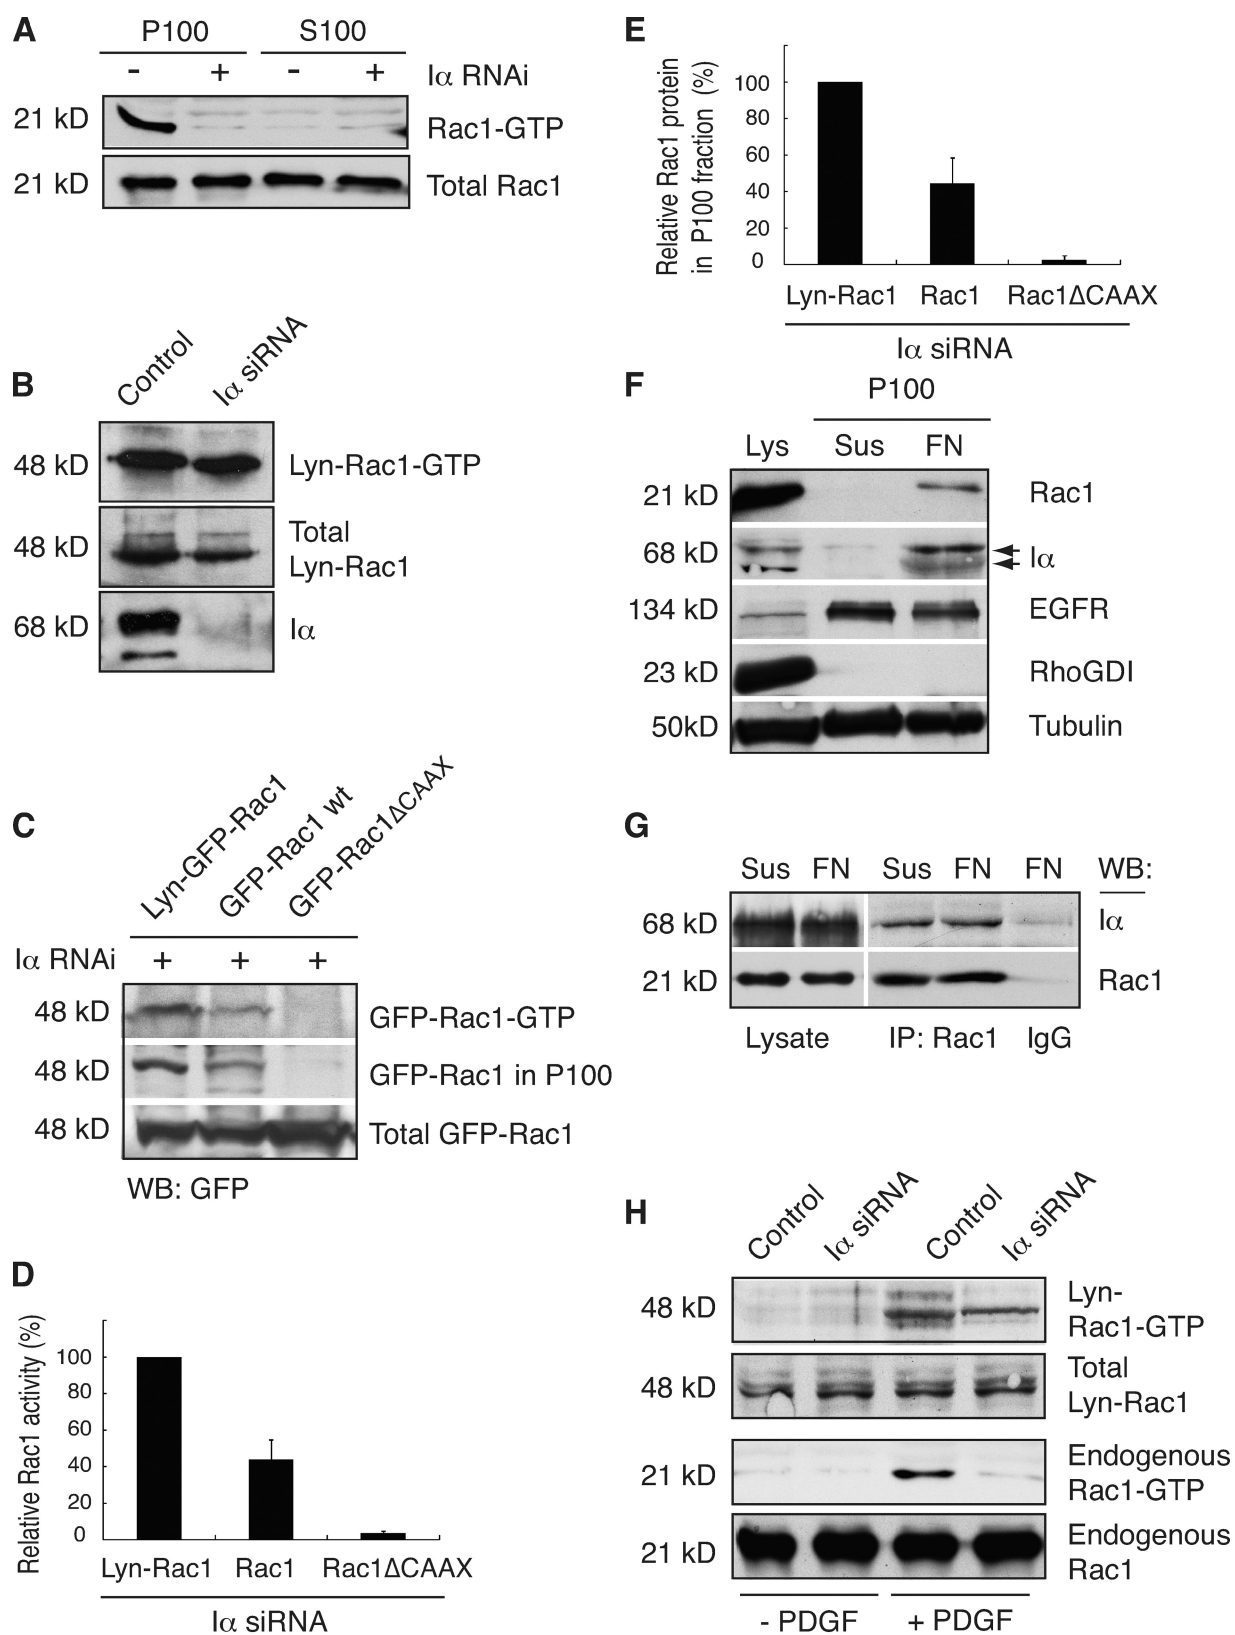 A
P100 S100
- + - + Iα RNAi
21 kD Rac1-GTP
21 kD Total Rac1
B
Control Iα siRNA
48 kD Lyn-Rac1-GTP
48 kD Total
Lyn-Rac1
68 kD Iα
C
Lyn-GFP-Rac1 GFP-Rac1 wt GFP-Rac1ΔCAAX
Iα RNAi + + +
48 kD GFP-Rac1-GTP
48 kD GFP-Rac1 in P100
48 kD Total GFP-Rac1
WB: GFP
D
Relative Rac1 activity (%)
100
80
60
40
20
0
Lyn-Rac1 Rac1 Rac1ΔCAAX
Iα siRNA
E
Relative Rac1 protein
in P100 fraction (%)
100
80
60
40
20
0
Lyn-Rac1 Rac1 Rac1ΔCAAX
Iα siRNA
F
P100
Lys Sus FN
21 kD Rac1
68 kD Iα
134 kD EGFR
23 kD RhoGDI
50kD Tubulin
G
Sus FN Sus FN FN WB:
68 kD Iα
21 kD Rac1
Lysate IP: Rac1 IgG
H
Control Iα siRNA Control Iα siRNA
48 kD Lyn-
Rac1-GTP
48 kD Total
Lyn-Rac1
21 kD Endogenous
Rac1-GTP
21 kD Endogenous
Rac1
- PDGF + PDGF